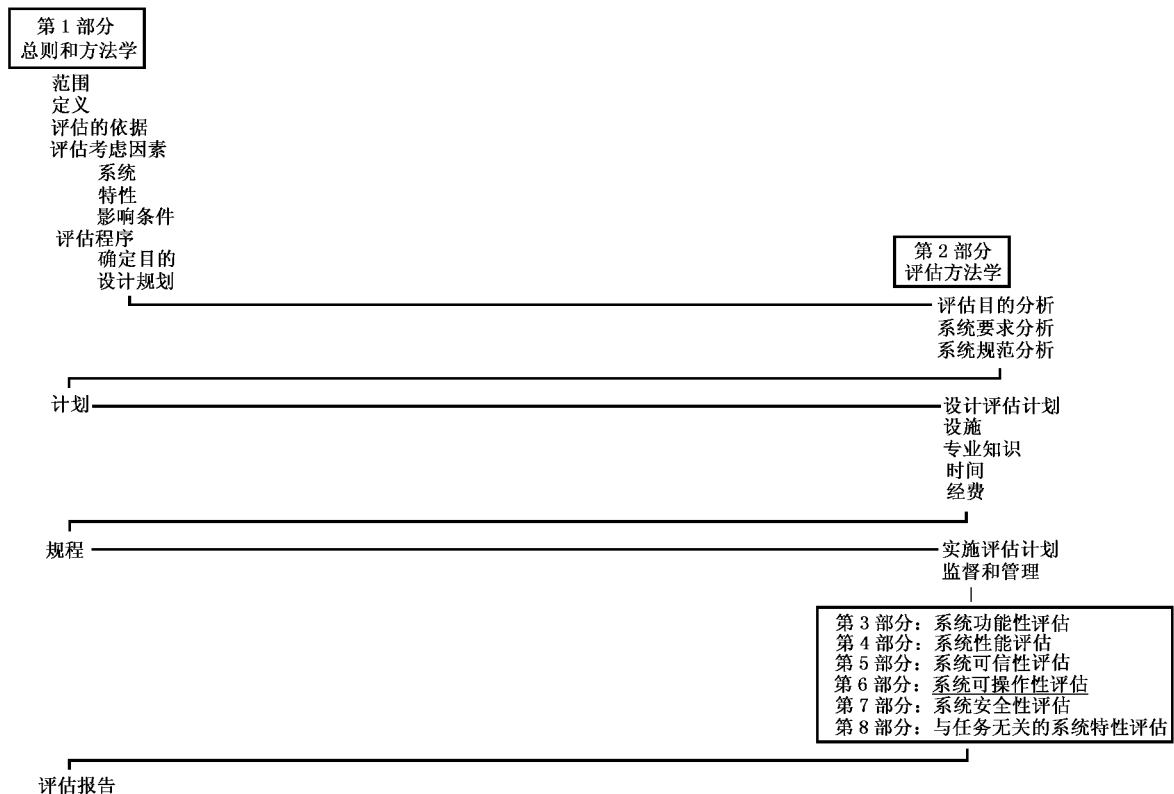 第1部分
总则和方法学
范围
定义
评估的依据
评估考虑因素
系统
特性
影响条件
评估程序
确定目的
设计规划
第2部分
评估方法学
评估目的分析
系统要求分析
系统规范分析
计划
设计评估计划
设施
专业知识
时间
经费
规程
实施评估计划
监督和管理
第3部分：系统功能性评估
第4部分：系统性能评估
第5部分：系统可信性评估
第6部分：系统可操作性评估
第7部分：系统安全性评估
第8部分：与任务无关的系统特性评估
评估报告